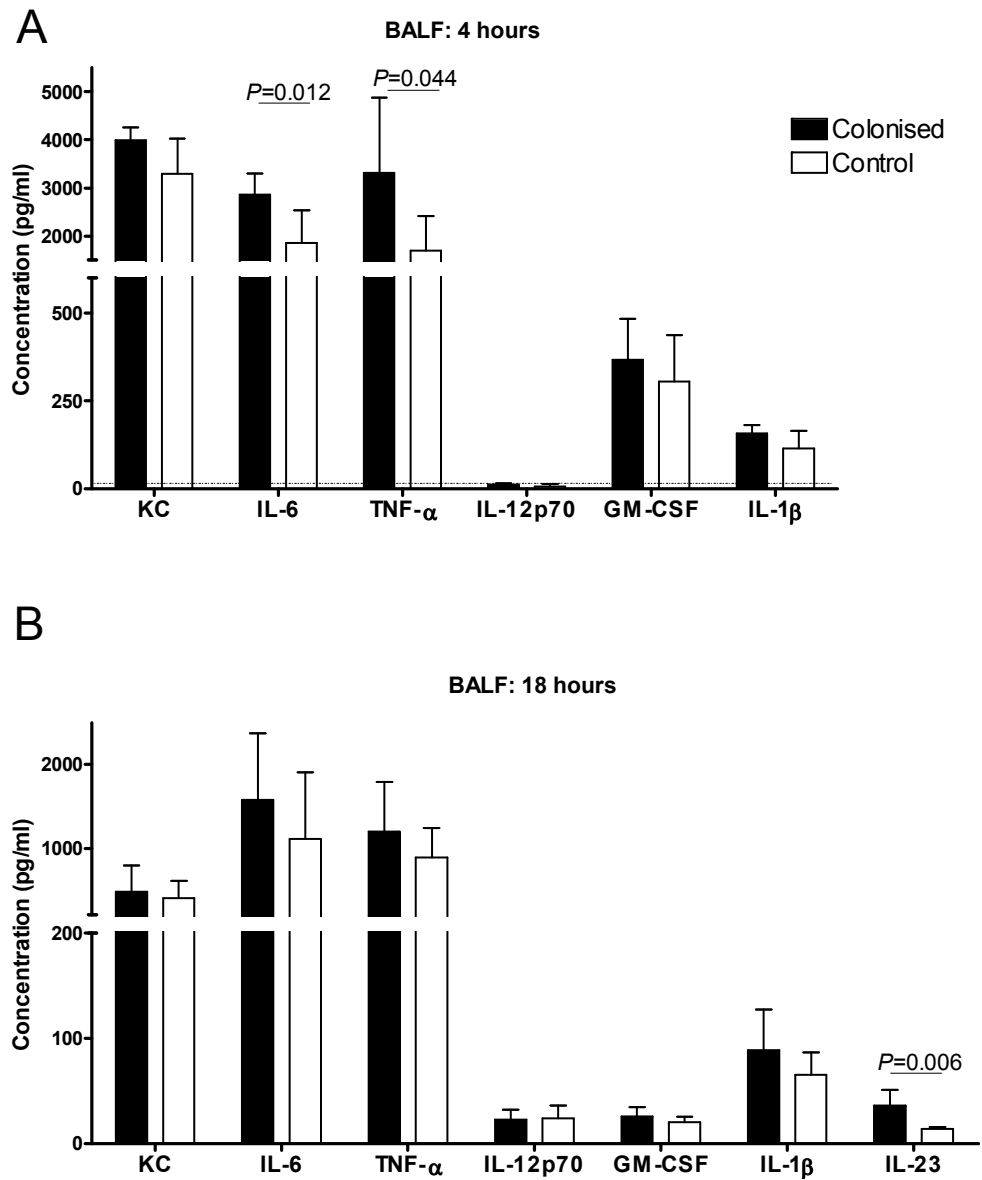 A
BALF: 4 hours
P=0.012
P=0.044
Colonised
Control
Concentration (pg/ml)
5000
4000
3000
2000
500
250
0
KC IL-6 TNF-α IL-12p70 GM-CSF IL-1β
B
BALF: 18 hours
Concentration (pg/ml)
2000
1000
200
100
0
P=0.006
KC IL-6 TNF-α IL-12p70 GM-CSF IL-1β IL-23